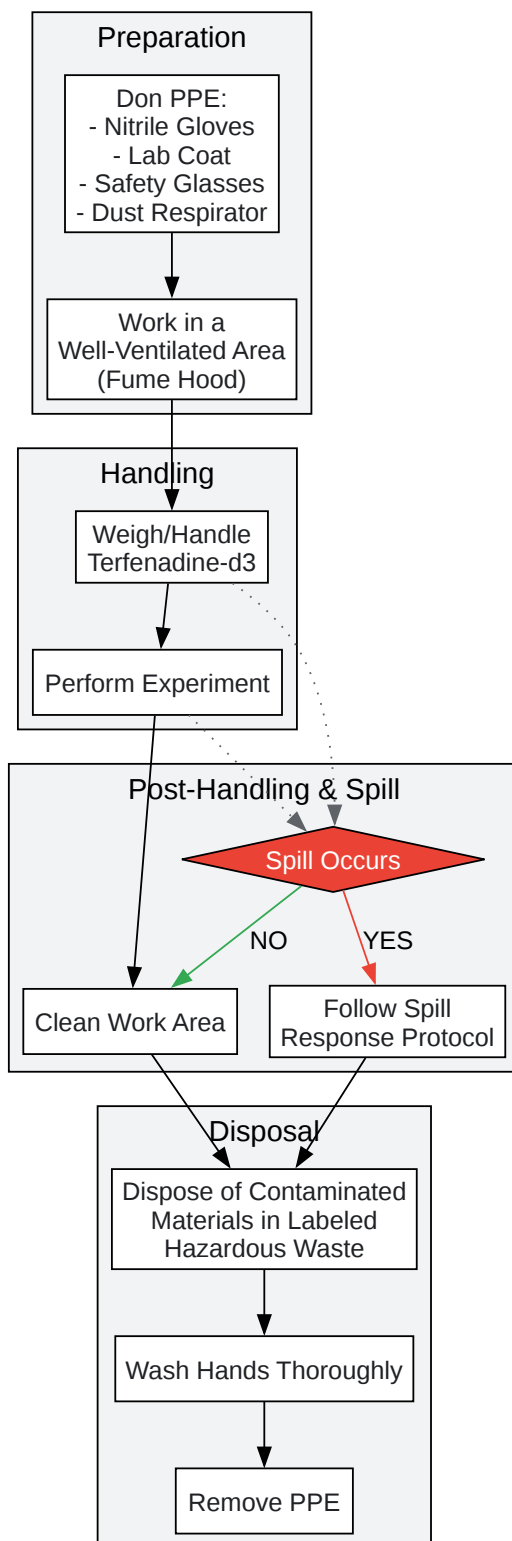 Preparation
Don PPE:
- Nitrile Gloves
- Lab Coat
- Safety Glasses
- Dust Respirator
Work in a
Well-Ventilated Area
(Fume Hood)
Handling
Weigh/Handle
Terfenadine-d3
Perform Experiment
Post-Handling & Spill
Spill Occurs
NO
YES
Clean Work Area
Follow Spill
Response Protocol
Disposal
Dispose of Contaminated
Materials in Labeled
Hazardous Waste
Wash Hands Thoroughly
Remove PPE